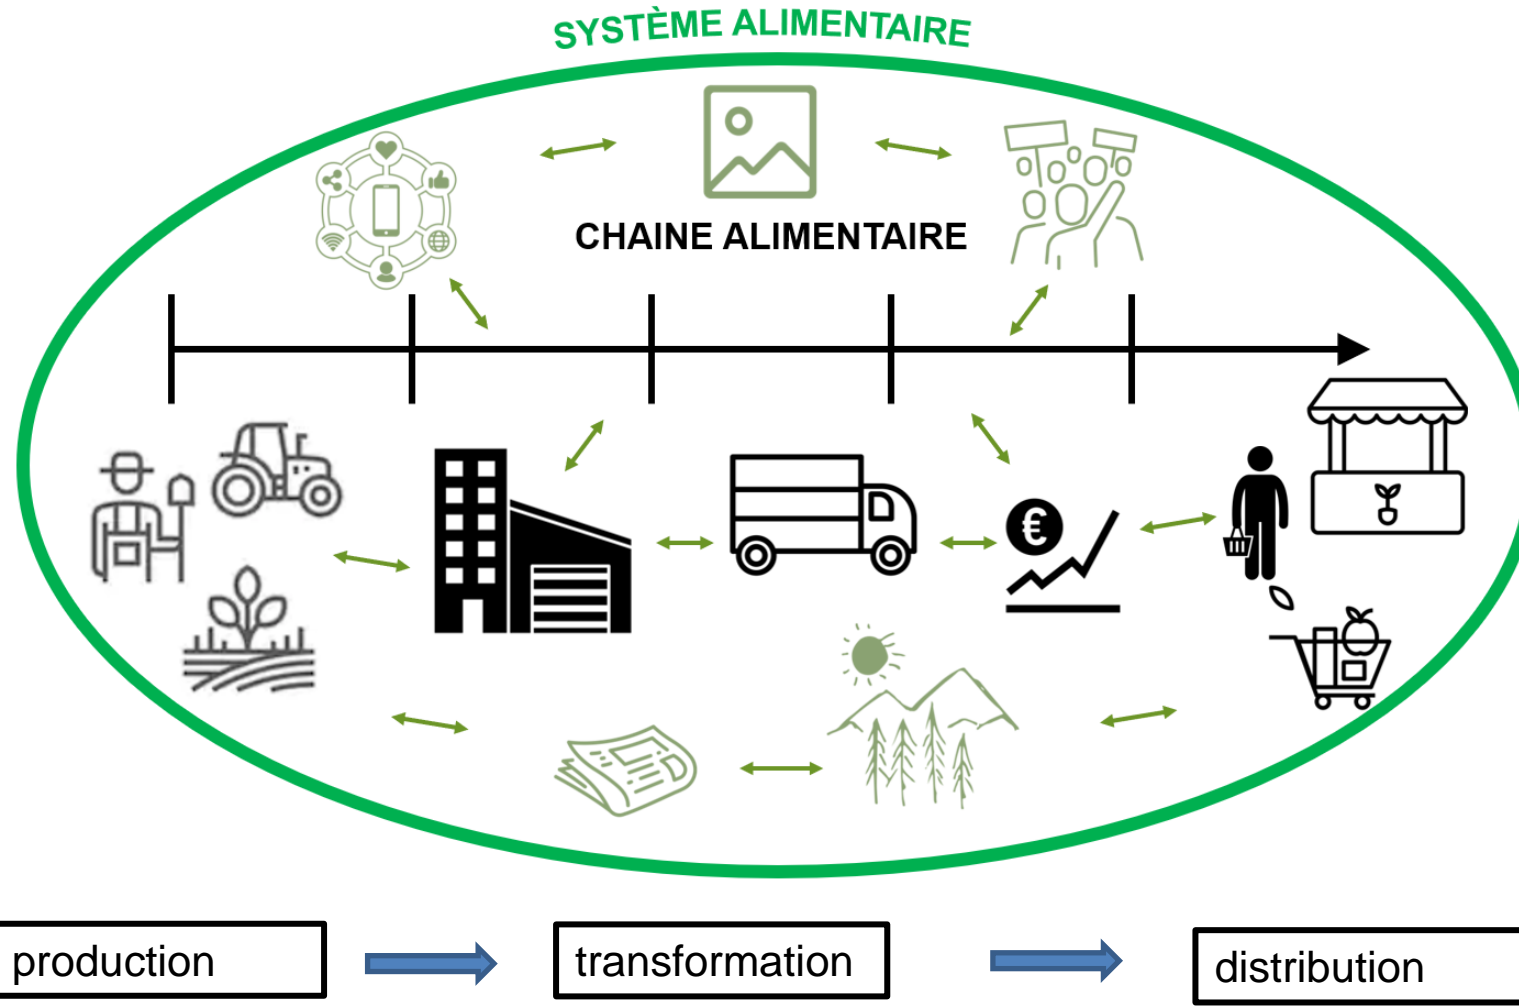 SYSTÈME ALIMENTAIRE
CHAINE ALIMENTAIRE
€
production
transformation
distribution